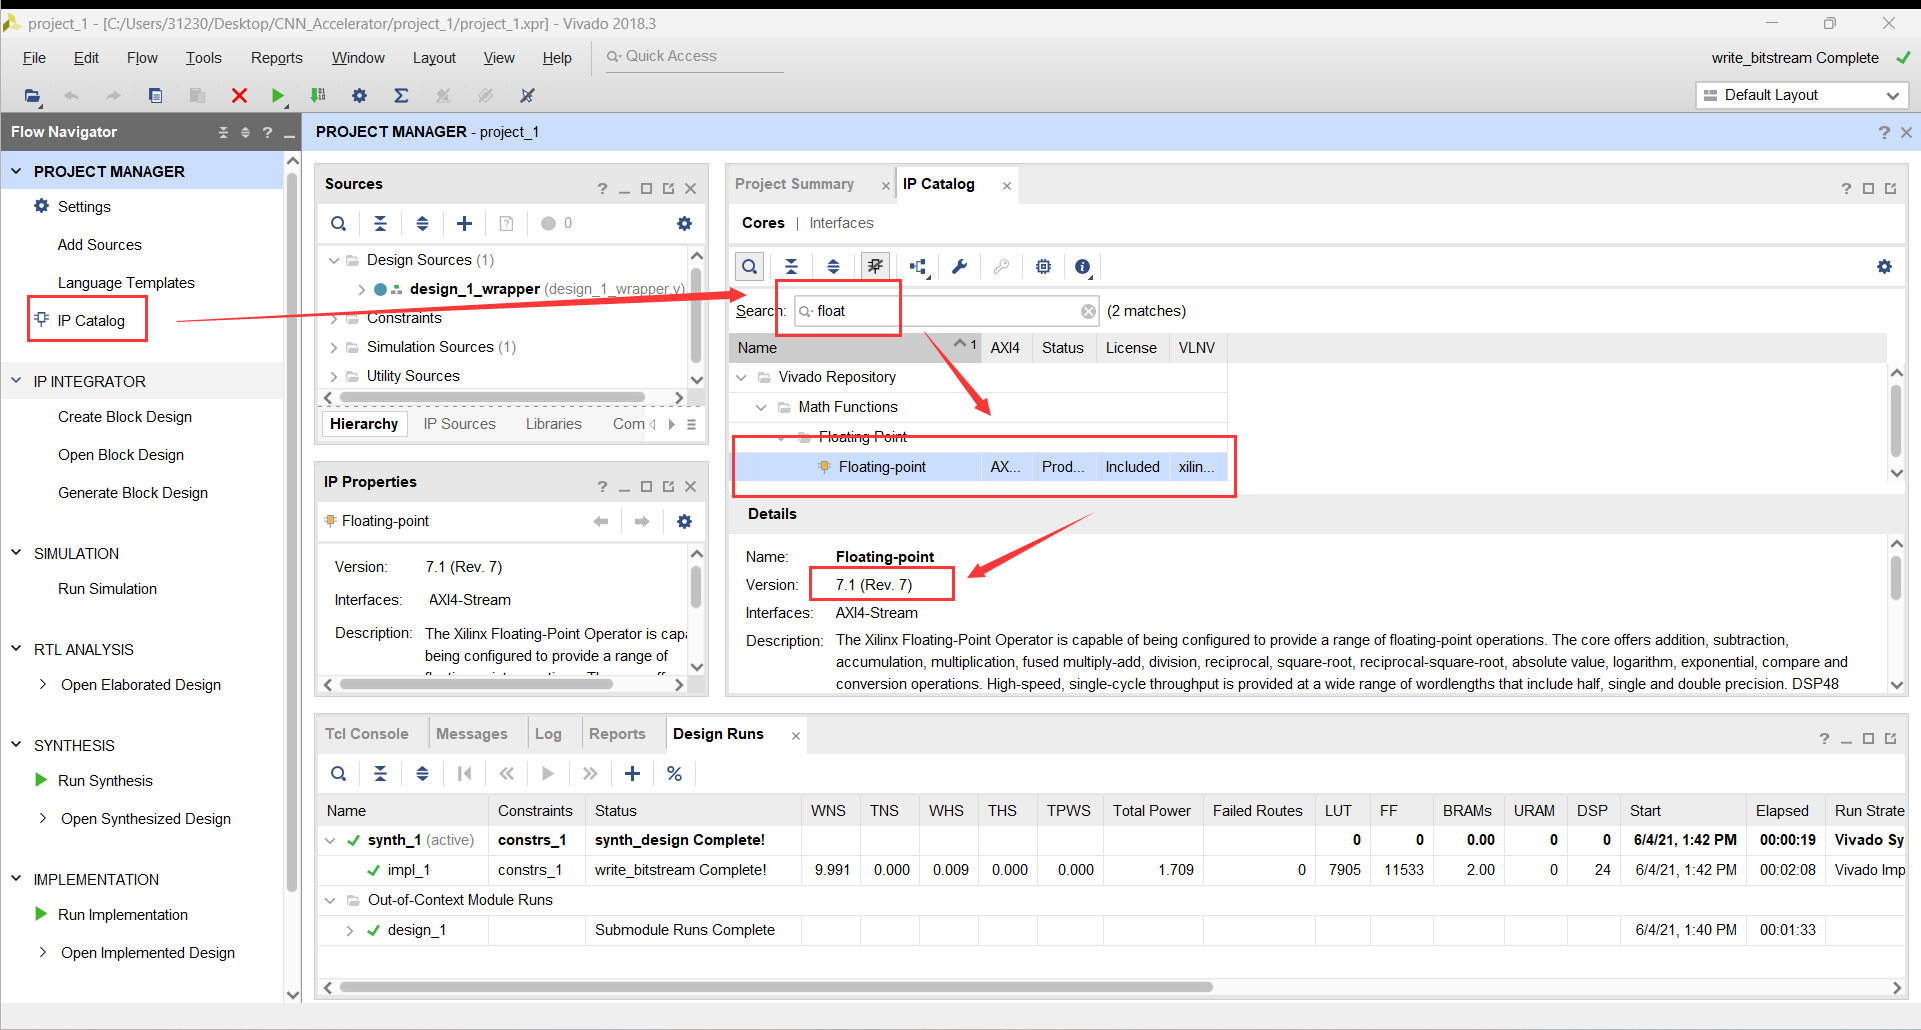 project_1 - [C:/Users/31230/Desktop/CNN_Accelerator/project_1/project_1.xpr] - Vivado 2018.3
File Edit Flow Tools Reports Window Layout View Help Quick Access
write_bitstream Complete
Default Layout
Flow Navigator
PROJECT MANAGER
Settings
Add Sources
Language Templates
IP Catalog
IP INTEGRATOR
Create Block Design
Open Block Design
Generate Block Design
SIMULATION
Run Simulation
RTL ANALYSIS
Open Elaborated Design
SYNTHESIS
Run Synthesis
Open Synthesized Design
IMPLEMENTATION
Run Implementation
Open Implemented Design
PROJECT MANAGER - project_1
Sources
0
Design Sources (1)
design_1_wrapper (design_1_wrapper.v)
Constraints
Simulation Sources (1)
Utility Sources
Hierarchy IP Sources Libraries Com
IP Properties
Floating-point
Version: 7.1 (Rev. 7)
Interfaces: AXI4-Stream
Description: The Xilinx Floating-Point Operator is capa
being configured to provide a range of
Project Summary IP Catalog
Cores | Interfaces
Search: float (2 matches)
Name 1 AXI4 Status License VLNV
Vivado Repository
Math Functions
Floating Point
Floating-point AX... Prod... Included xilin...
Details
Name: Floating-point
Version: 7.1 (Rev. 7)
Interfaces: AXI4-Stream
Description: The Xilinx Floating-Point Operator is capable of being configured to provide a range of floating-point operations. The core offers addition, subtraction,
accumulation, multiplication, fused multiply-add, division, reciprocal, square-root, reciprocal-square-root, absolute value, logarithm, exponential, compare and
conversion operations. High-speed, single-cycle throughput is provided at a wide range of wordlengths that include half, single and double precision. DSP48
Tcl Console Messages Log Reports Design Runs
Name Constraints Status WNS TNS WHS THS TPWS Total Power Failed Routes LUT FF BRAMs URAM DSP Start Elapsed Run Strate
synth_1 (active) constrs_1 synth_design Complete! 0 0 0.00 0 0 6/4/21, 1:42 PM 00:00:19 Vivado Sy
impl_1 constrs_1 write_bitstream Complete! 9.991 0.000 0.009 0.000 0.000 1.709 0 7905 11533 2.00 0 24 6/4/21, 1:42 PM 00:02:08 Vivado Imp
Out-of-Context Module Runs
design_1 Submodule Runs Complete 6/4/21, 1:40 PM 00:01:33